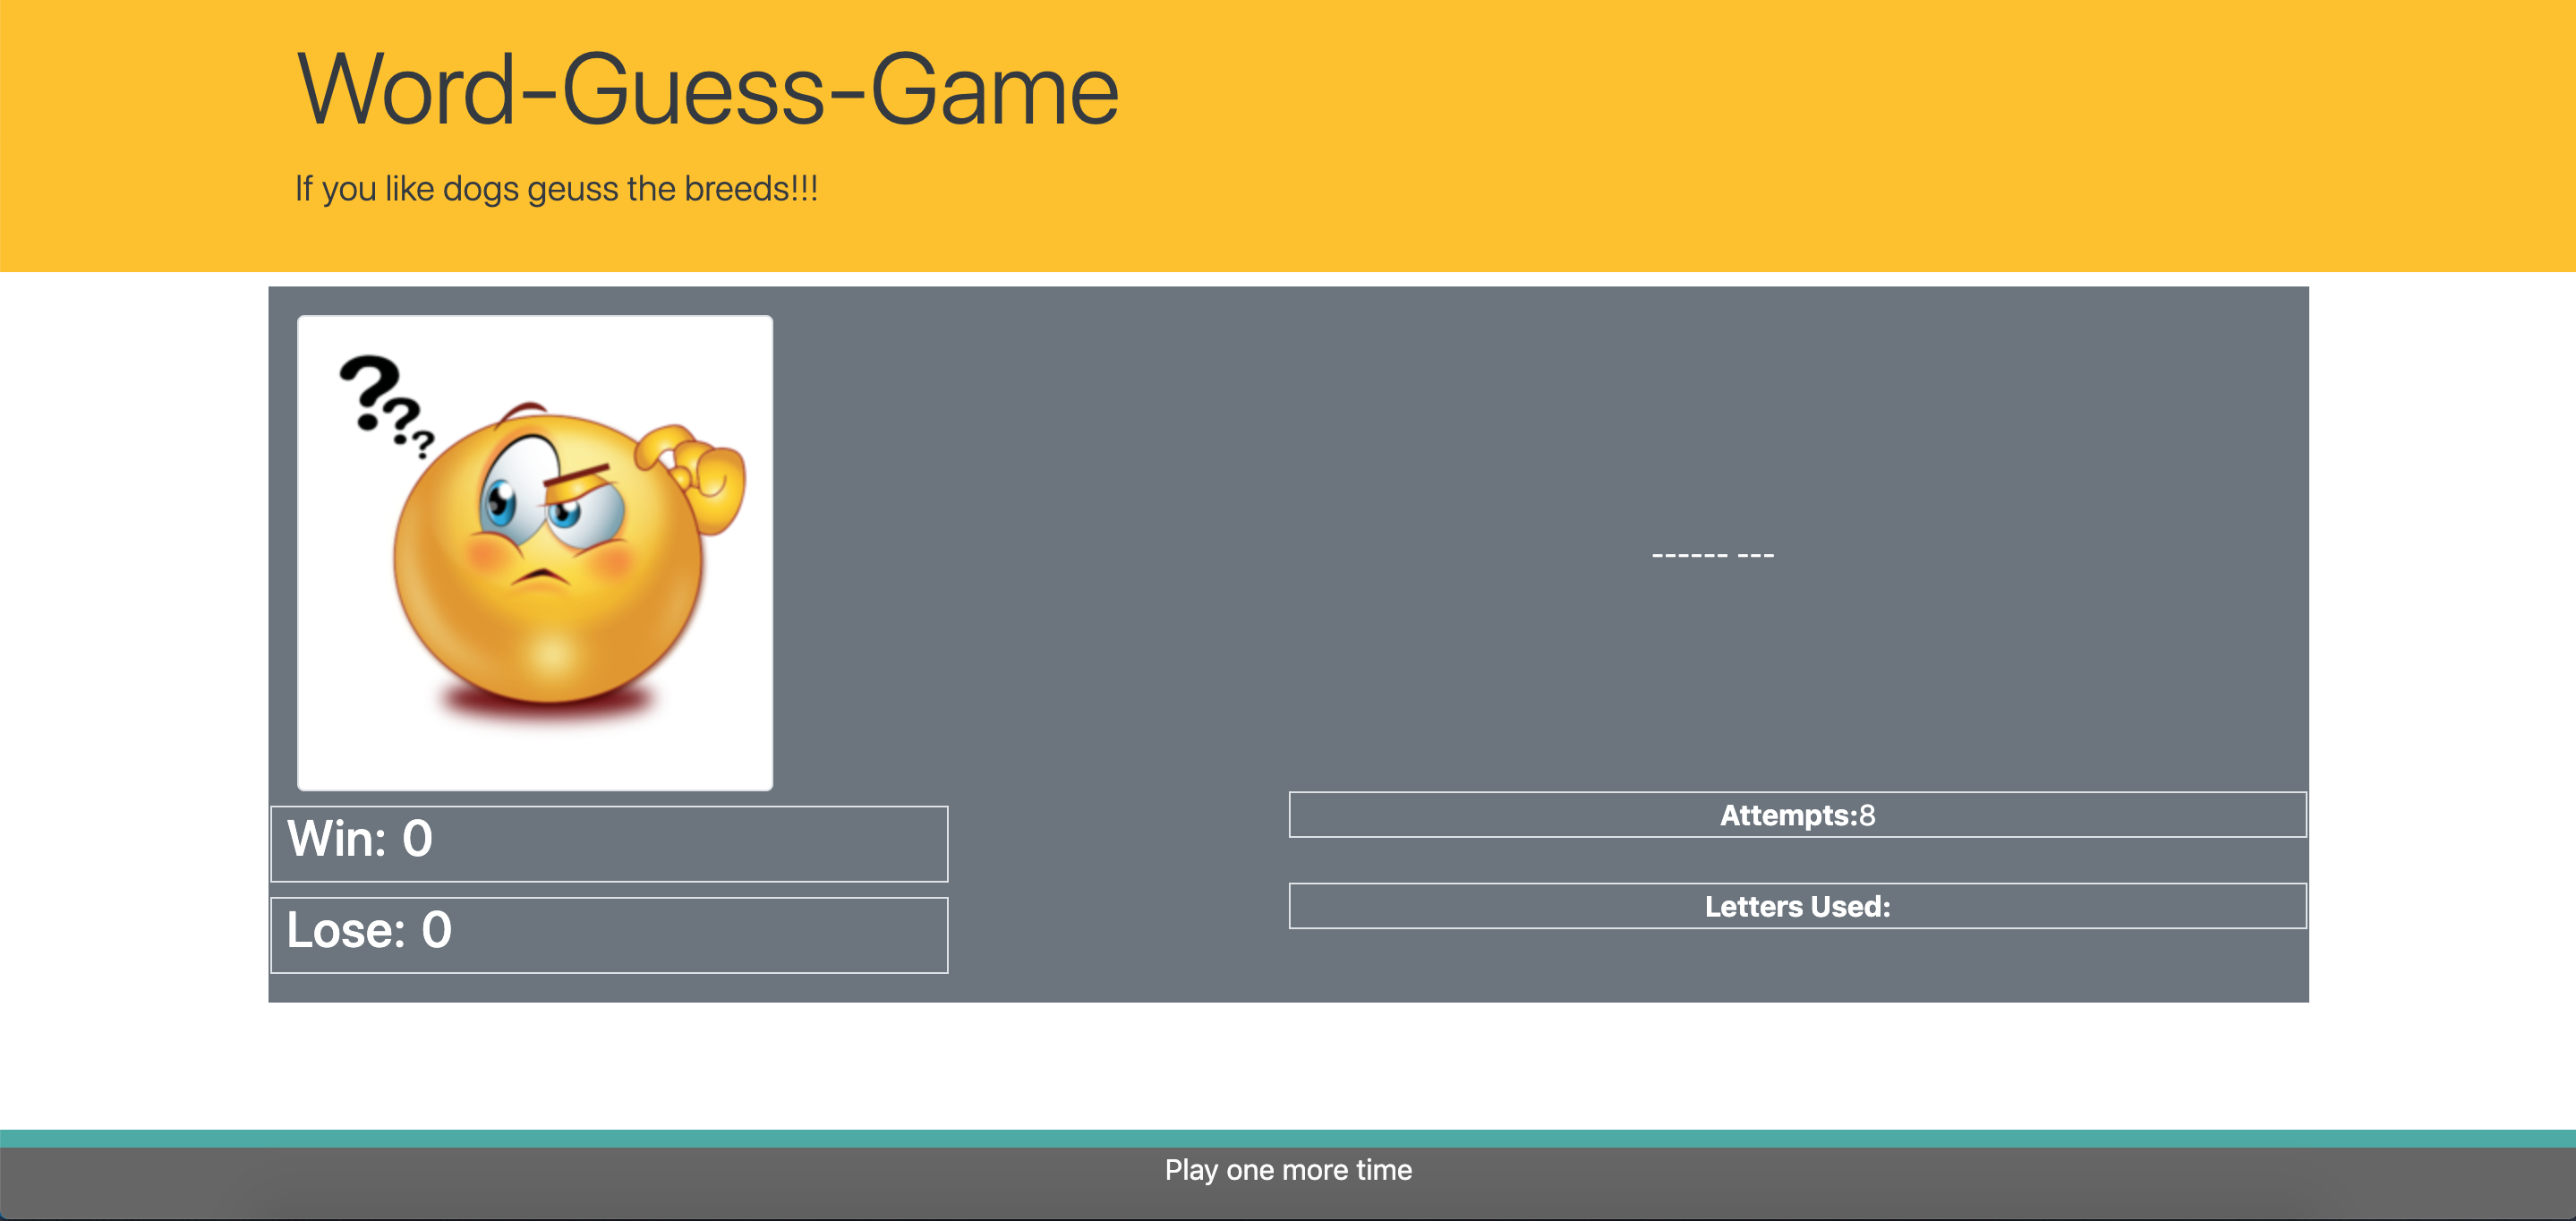 Word-Guess-Game
If you like dogs geuss the breeds!!!
? ? ?
------ ---
Win: 0
Lose: 0
Attempts:8
Letters Used:
Play one more time